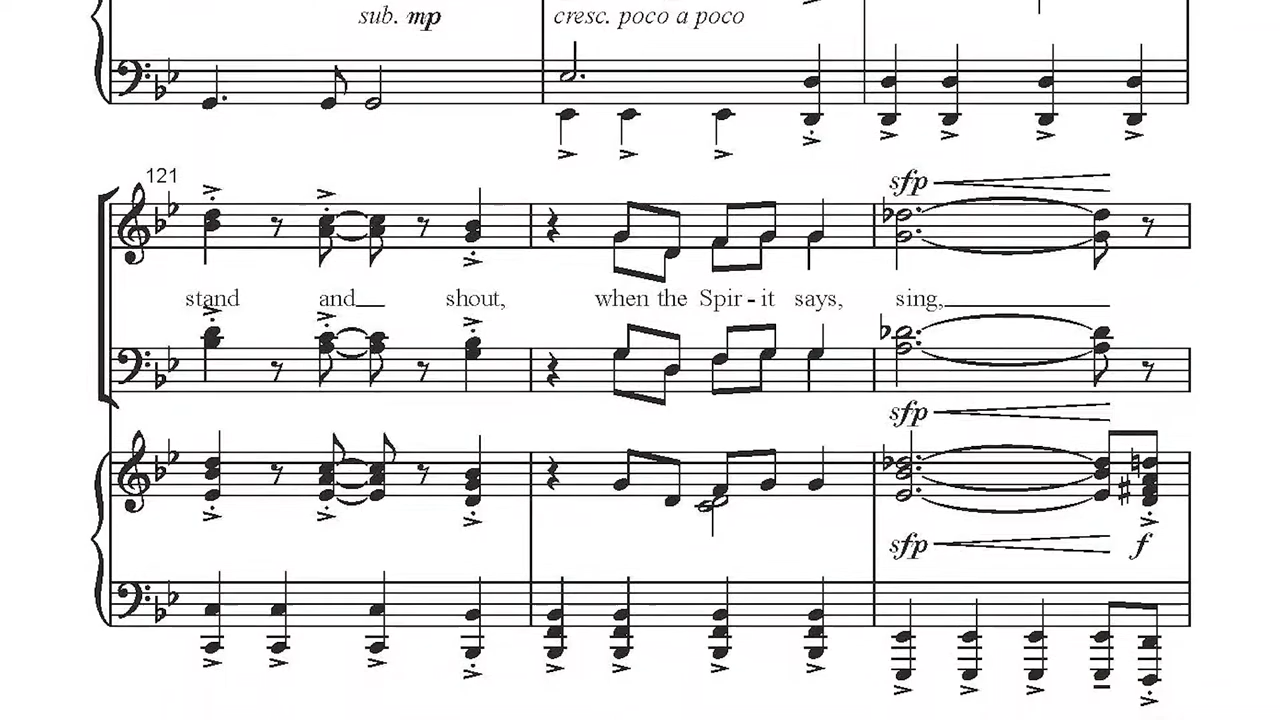 sub. mp cresc. poco a poco
121
sfp
stand and shout, when the Spir - it says, sing,
sfp
sfp f